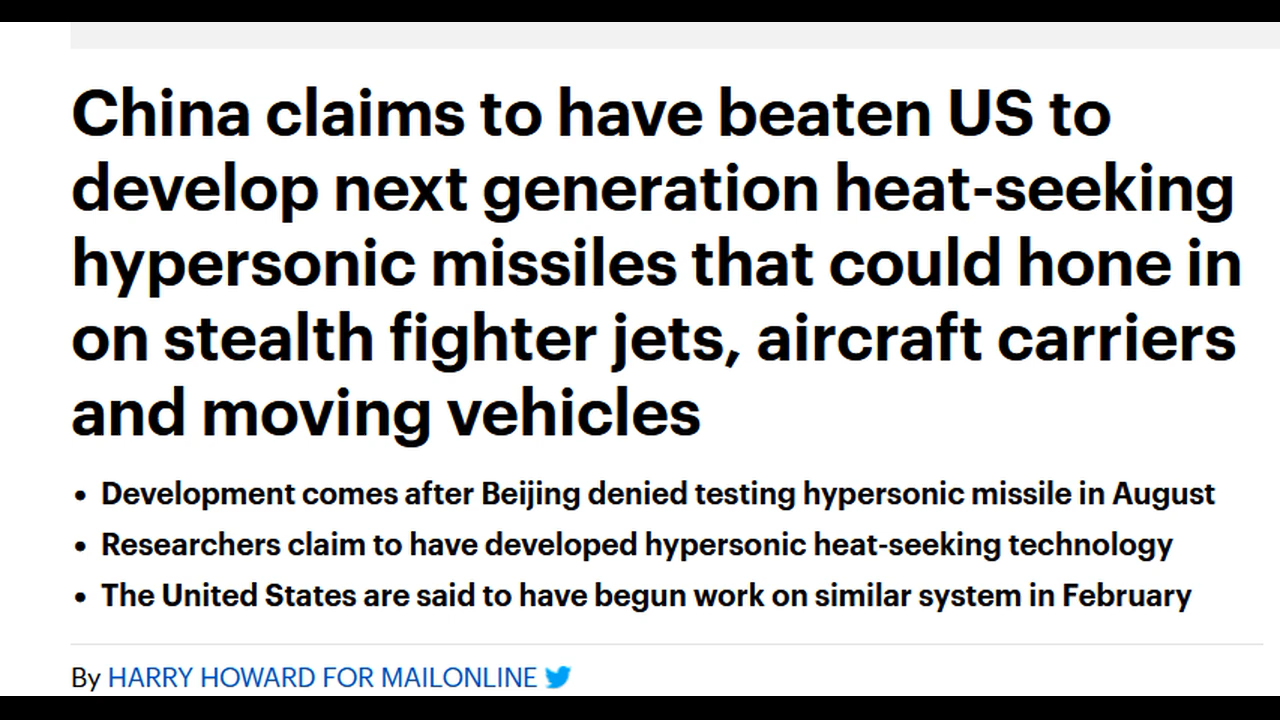 China claims to have beaten US to
develop next generation heat-seeking
hypersonic missiles that could hone in
on stealth fighter jets, aircraft carriers
and moving vehicles
• Development comes after Beijing denied testing hypersonic missile in August
• Researchers claim to have developed hypersonic heat-seeking technology
• The United States are said to have begun work on similar system in February
By HARRY HOWARD FOR MAILONLINE